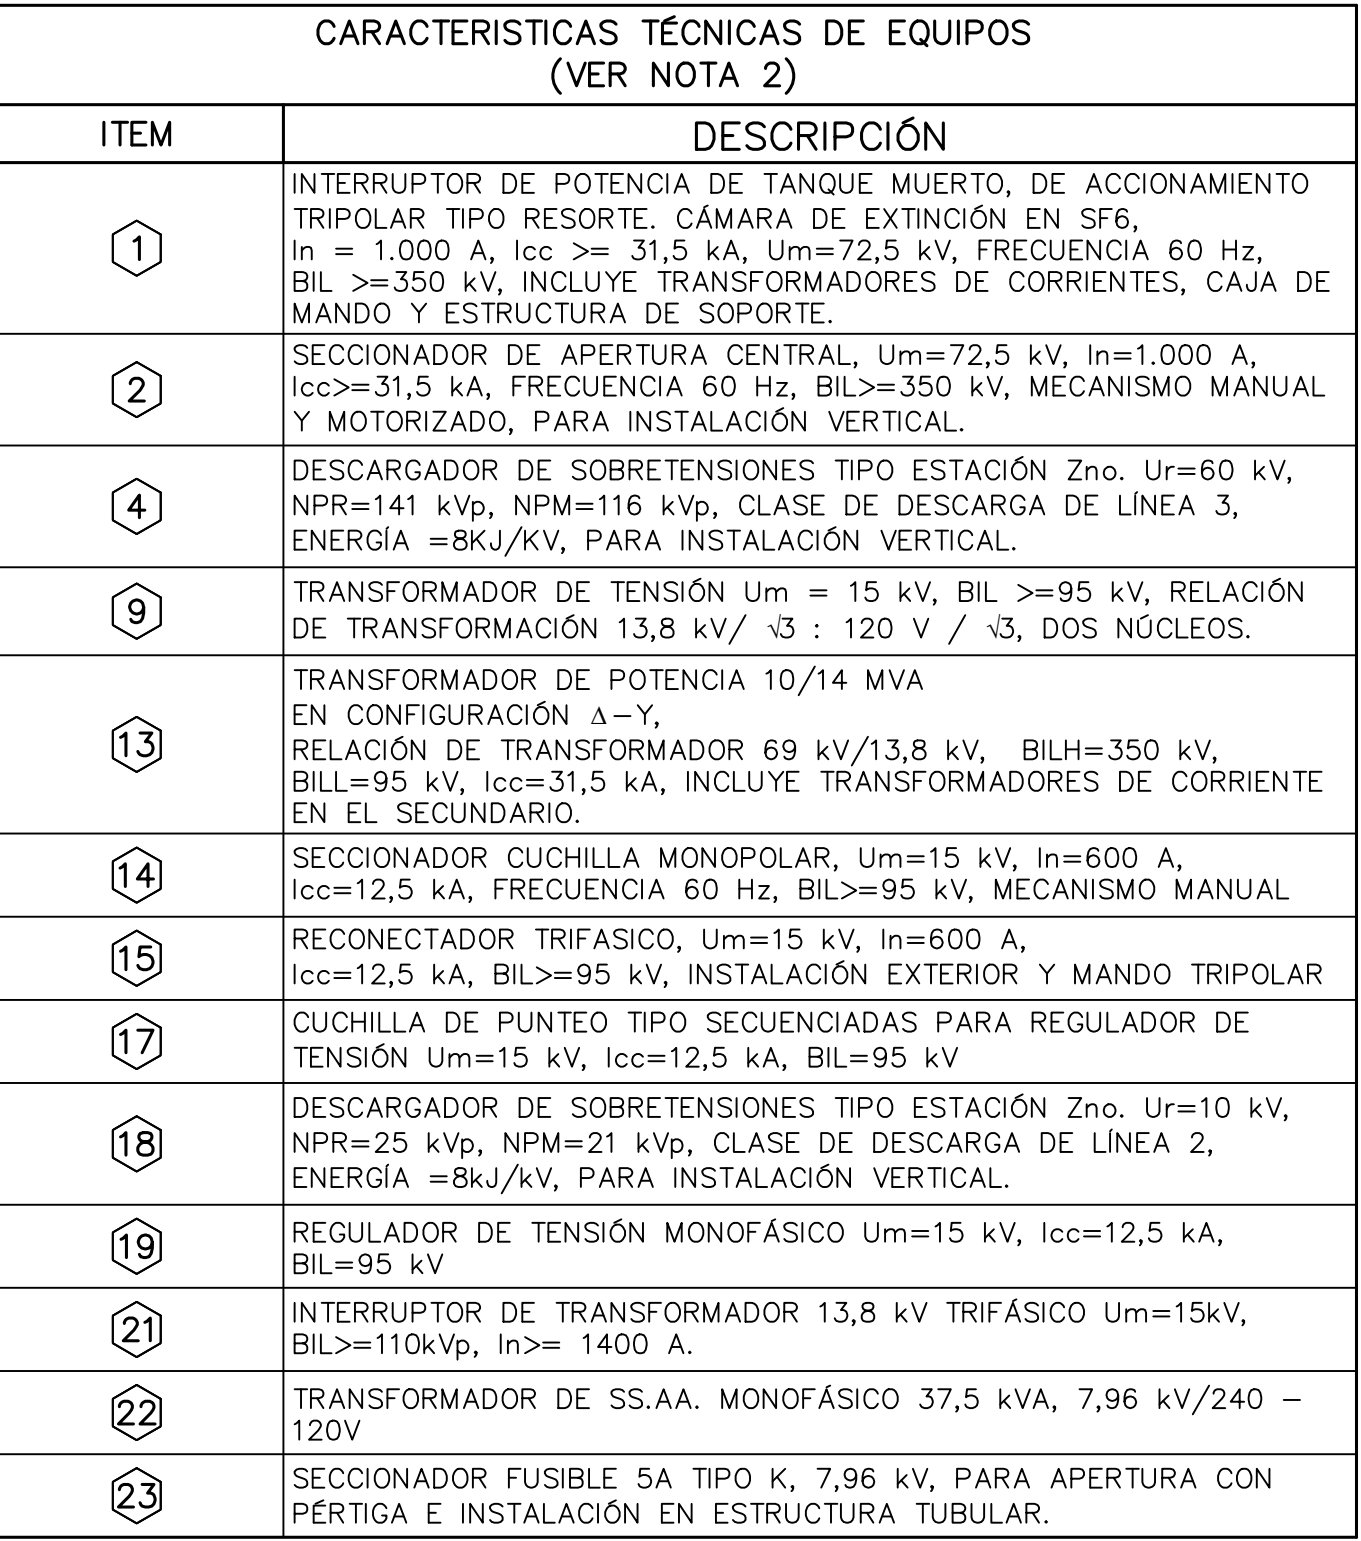 CARACTERISTICAS TÉCNICAS DE EQUIPOS
(VER NOTA 2)
ITEM
DESCRIPCIÓN
1
INTERRUPTOR DE POTENCIA DE TANQUE MUERTO, DE ACCIONAMIENTO
TRIPOLAR TIPO RESORTE. CÁMARA DE EXTINCIÓN EN SF6,
In = 1.000 A, Icc >= 31,5 kA, Um=72,5 kV, FRECUENCIA 60 Hz,
BIL >=350 kV, INCLUYE TRANSFORMADORES DE CORRIENTES, CAJA DE
MANDO Y ESTRUCTURA DE SOPORTE.
2
SECCIONADOR DE APERTURA CENTRAL, Um=72,5 kV, In=1.000 A,
Icc>=31,5 kA, FRECUENCIA 60 Hz, BIL>=350 kV, MECANISMO MANUAL
Y MOTORIZADO, PARA INSTALACIÓN VERTICAL.
4
DESCARGADOR DE SOBRETENSIONES TIPO ESTACIÓN Zno. Ur=60 kV,
NPR=141 kVp, NPM=116 kVp, CLASE DE DESCARGA DE LÍNEA 3,
ENERGÍA =8KJ/KV, PARA INSTALACIÓN VERTICAL.
9
TRANSFORMADOR DE TENSIÓN Um = 15 kV, BIL >=95 kV, RELACIÓN
DE TRANSFORMACIÓN 13,8 kV/ √3 : 120 V / √3, DOS NÚCLEOS.
13
TRANSFORMADOR DE POTENCIA 10/14 MVA
EN CONFIGURACIÓN Δ-Y,
RELACIÓN DE TRANSFORMADOR 69 kV/13,8 kV, BILH=350 kV,
BILL=95 kV, Icc=31,5 kA, INCLUYE TRANSFORMADORES DE CORRIENTE
EN EL SECUNDARIO.
14
SECCIONADOR CUCHILLA MONOPOLAR, Um=15 kV, In=600 A,
Icc=12,5 kA, FRECUENCIA 60 Hz, BIL>=95 kV, MECANISMO MANUAL
15
RECONECTADOR TRIFASICO, Um=15 kV, In=600 A,
Icc=12,5 kA, BIL>=95 kV, INSTALACIÓN EXTERIOR Y MANDO TRIPOLAR
17
CUCHILLA DE PUNTEO TIPO SECUENCIADAS PARA REGULADOR DE
TENSIÓN Um=15 kV, Icc=12,5 kA, BIL=95 kV
18
DESCARGADOR DE SOBRETENSIONES TIPO ESTACIÓN Zno. Ur=10 kV,
NPR=25 kVp, NPM=21 kVp, CLASE DE DESCARGA DE LÍNEA 2,
ENERGÍA =8kJ/kV, PARA INSTALACIÓN VERTICAL.
19
REGULADOR DE TENSIÓN MONOFÁSICO Um=15 kV, Icc=12,5 kA,
BIL=95 kV
21
INTERRUPTOR DE TRANSFORMADOR 13,8 kV TRIFÁSICO Um=15kV,
BIL>=110kVp, In>= 1400 A.
22
TRANSFORMADOR DE SS.AA. MONOFÁSICO 37,5 kVA, 7,96 kV/240 -
120V
23
SECCIONADOR FUSIBLE 5A TIPO K, 7,96 kV, PARA APERTURA CON
PÉRTIGA E INSTALACIÓN EN ESTRUCTURA TUBULAR.